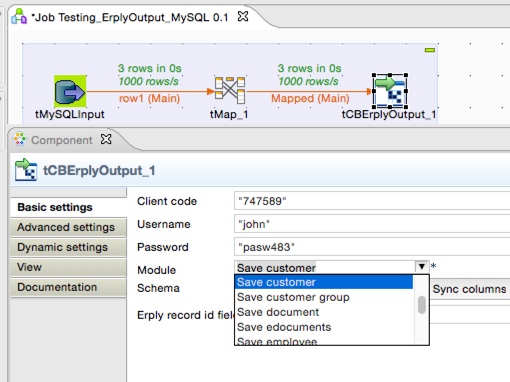 *Job Testing_ErplyOutput_MySQL 0.1
3 rows in 0s
1000 rows/s
row1 (Main)
3 rows in 0s
1000 rows/s
Mapped (Main)
tMySQLInput
tMap_1
tCBErplyOutput_1
Component
tCBErplyOutput_1
Basic settings
Advanced settings
Dynamic settings
View
Documentation
Client code "747589"
Username "john"
Password "pasw483"
Module Save customer *
Schema Sync columns
Erply record id fiel
Save customer
Save customer group
Save document
Save edocuments
Save employee